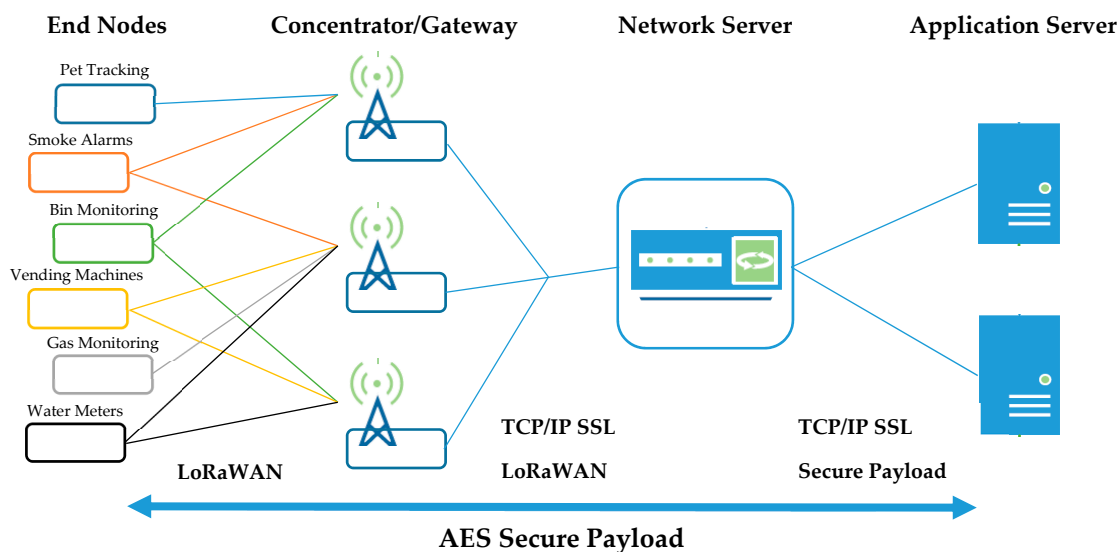 End Nodes
Concentrator/Gateway
Network Server
Application Server
Pet Tracking
Smoke Alarms
Bin Monitoring
Vending Machines
Gas Monitoring
Water Meters
LoRaWAN
TCP/IP SSL
LoRaWAN
TCP/IP SSL
Secure Payload
AES Secure Payload